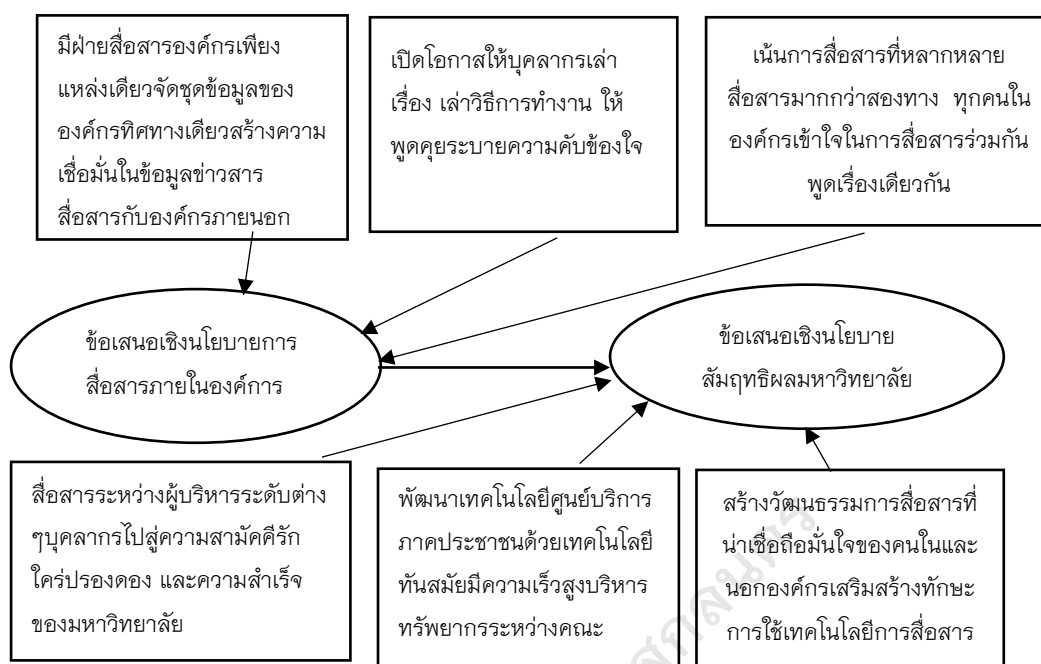 มีฝ่ายสื่อสารองค์กรเพียง
แหล่งเดียวจัดชุดข้อมูลของ
องค์กรทิศทางเดียวสร้างความ
เชื่อมั่นในข้อมูลข่าวสาร
สื่อสารกับองค์กรภายนอก
เปิดโอกาสให้บุคลากรเล่า
เรื่อง เล่าวิธีการทำงาน ให้
พูดคุยระบายความคับข้องใจ
เน้นการสื่อสารที่หลากหลาย
สื่อสารมากกว่าสองทาง ทุกคนใน
องค์กรเข้าใจในการสื่อสารร่วมกัน
พูดเรื่องเดียวกัน
ข้อเสนอเชิงนโยบายการ
สื่อสารภายในองค์การ
ข้อเสนอเชิงนโยบาย
สัมฤทธิผลมหาวิทยาลัย
สื่อสารระหว่างผู้บริหารระดับต่าง
ๆบุคลากรไปสู่ความสามัคคีรัก
ใคร่ปรองดอง และความสำเร็จ
ของมหาวิทยาลัย
พัฒนาเทคโนโลยีศูนย์บริการ
ภาคประชาชนด้วยเทคโนโลยี
ทันสมัยมีความเร็วสูงบริหาร
ทรัพยากรระหว่างคณะ
สร้างวัฒนธรรมการสื่อสารที่
น่าเชื่อถือมั่นใจของคนในและ
นอกองค์กรเสริมสร้างทักษะ
การใช้เทคโนโลยีการสื่อสาร